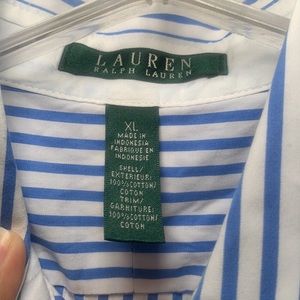 LAUREN
RALPH LAUREN
XL
MADE IN
INDONESIA
FABRIQUE EN
INDONESIE
SHELL/
EXTERIEUR:
100%COTTON/
COTON
TRIM/
GARNITURE:
100%COTTON/
COTON